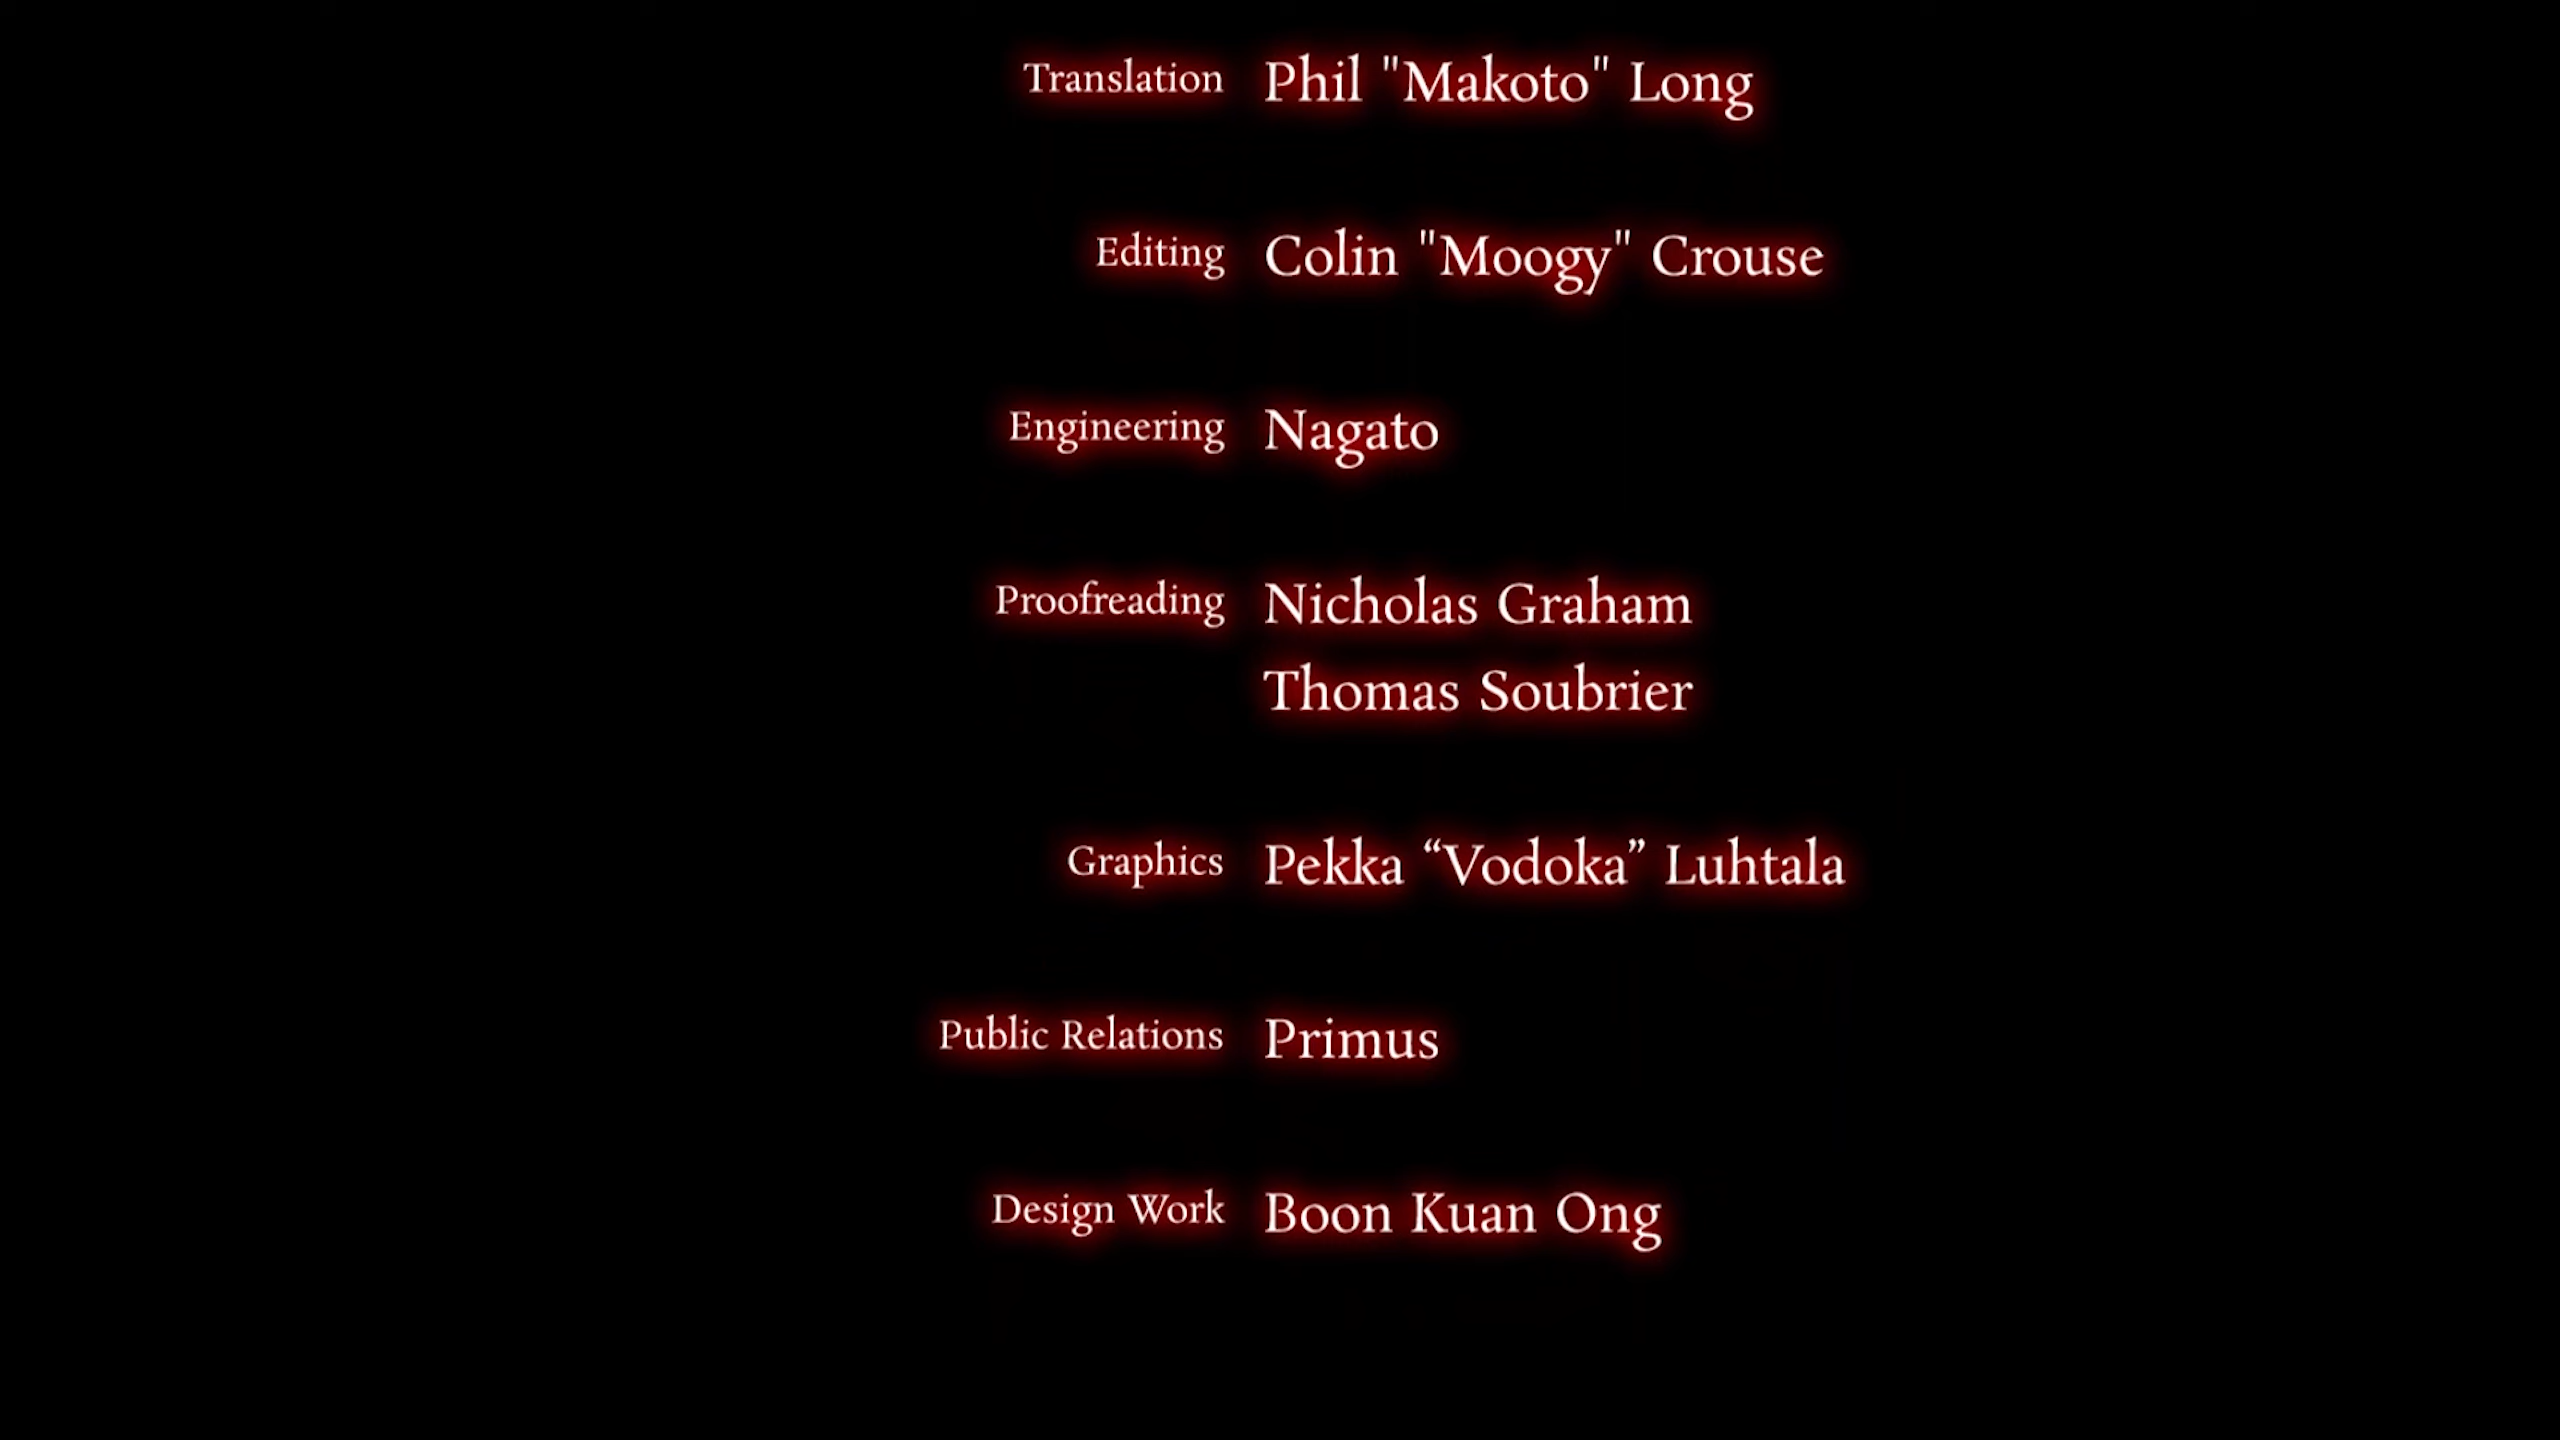 Translation Phil "Makoto" Long
Editing Colin "Moogy" Crouse
Engineering Nagato
Proofreading Nicholas Graham
Thomas Soubrier
Graphics Pekka “Vodoka” Luhtala
Public Relations Primus
Design Work Boon Kuan Ong